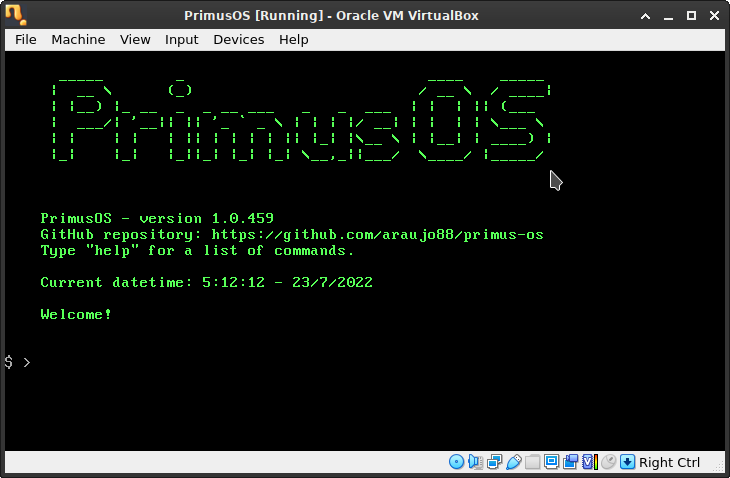 PrimusOS [Running] - Oracle VM VirtualBox
File Machine View Input Devices Help
PrimusOS
PrimusOS - version 1.0.459
GitHub repository: https://github.com/araujo88/primus-os
Type "help" for a list of commands.
Current datetime: 5:12:12 - 23/7/2022
Welcome!
$ >
Right Ctrl